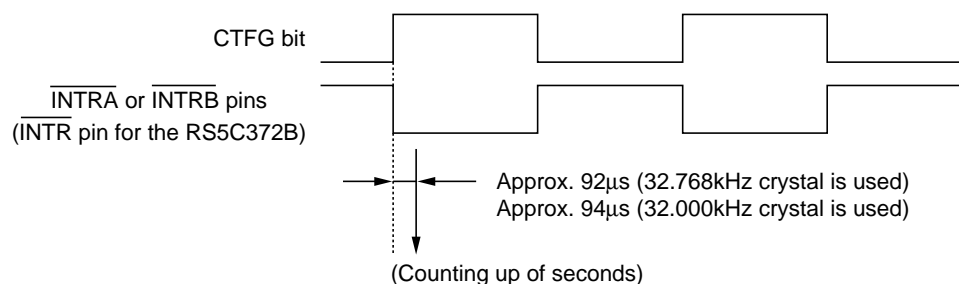 CTFG bit
INTRA or INTRB pins
(INTR pin for the RS5C372B)
Approx. 92μs (32.768kHz crystal is used)
Approx. 94μs (32.000kHz crystal is used)
(Counting up of seconds)